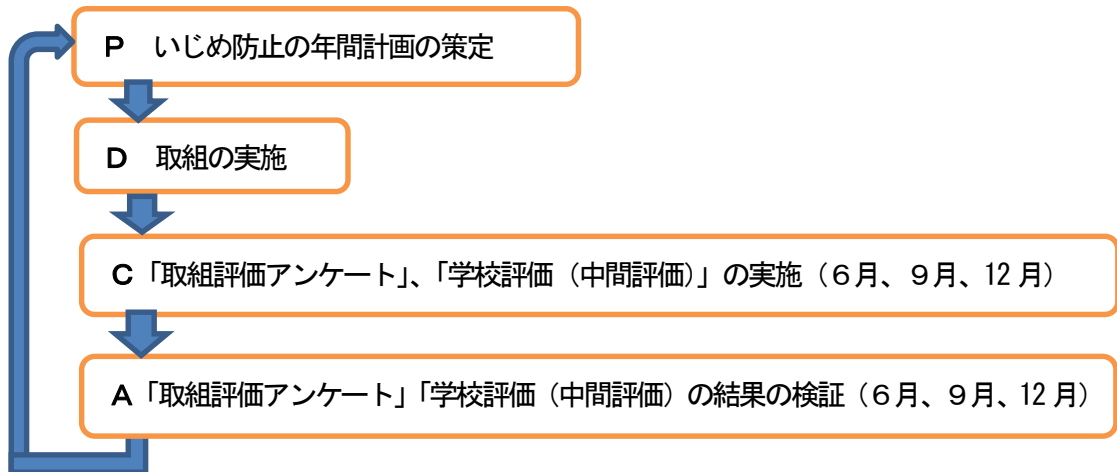 P いじめ防止の年間計画の策定
D 取組の実施
C「取組評価アンケート」、「学校評価（中間評価）」の実施（６月、９月、12 月）
A「取組評価アンケート」「学校評価（中間評価）の結果の検証（６月、９月、12 月）